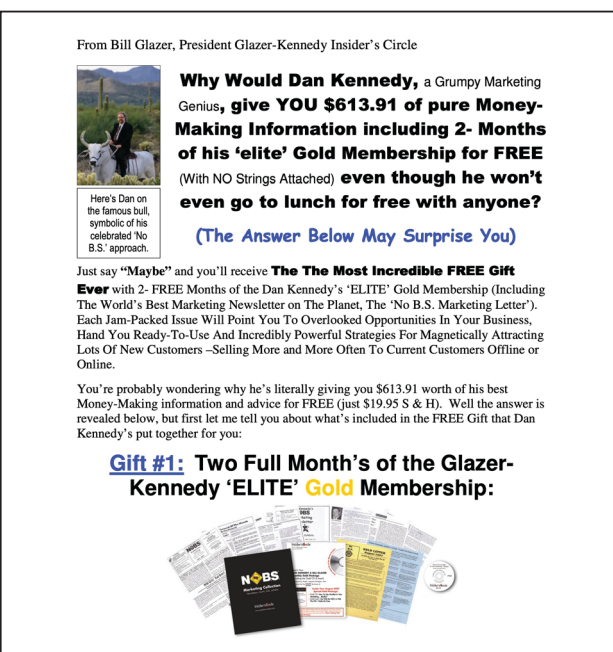 From Bill Glazer, President Glazer-Kennedy Insider's Circle
Why Would Dan Kennedy, a Grumpy Marketing
Genius, give YOU $613.91 of pure Money-
Making Information including 2- Months
of his ‘elite’ Gold Membership for FREE
(With NO Strings Attached) even though he won’t
even go to lunch for free with anyone?
(The Answer Below May Surprise You)
Here’s Dan on
the famous bull,
symbolic of his
celebrated ‘No
B.S.’ approach.
Just say “Maybe” and you’ll receive The The Most Incredible FREE Gift
Ever with 2- FREE Months of the Dan Kennedy’s ‘ELITE’ Gold Membership (Including
The World’s Best Marketing Newsletter on The Planet, The ‘No B.S. Marketing Letter’).
Each Jam-Packed Issue Will Point You To Overlooked Opportunities In Your Business,
Hand You Ready-To-Use And Incredibly Powerful Strategies For Magnetically Attracting
Lots Of New Customers –Selling More and More Often To Current Customers Offline or
Online.
You’re probably wondering why he’s literally giving you $613.91 worth of his best
Money-Making information and advice for FREE (just $19.95 S & H). Well the answer is
revealed below, but first let me tell you about what’s included in the FREE Gift that Dan
Kennedy’s put together for you:
Gift #1: Two Full Month’s of the Glazer-
Kennedy ‘ELITE’ Gold Membership:
NO BS
Marketing Collection